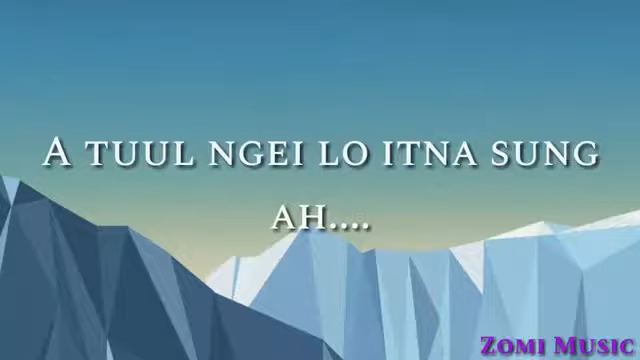 A TUUL NGEI LO ITNA SUNG
AH....
ZOMI MUSIC